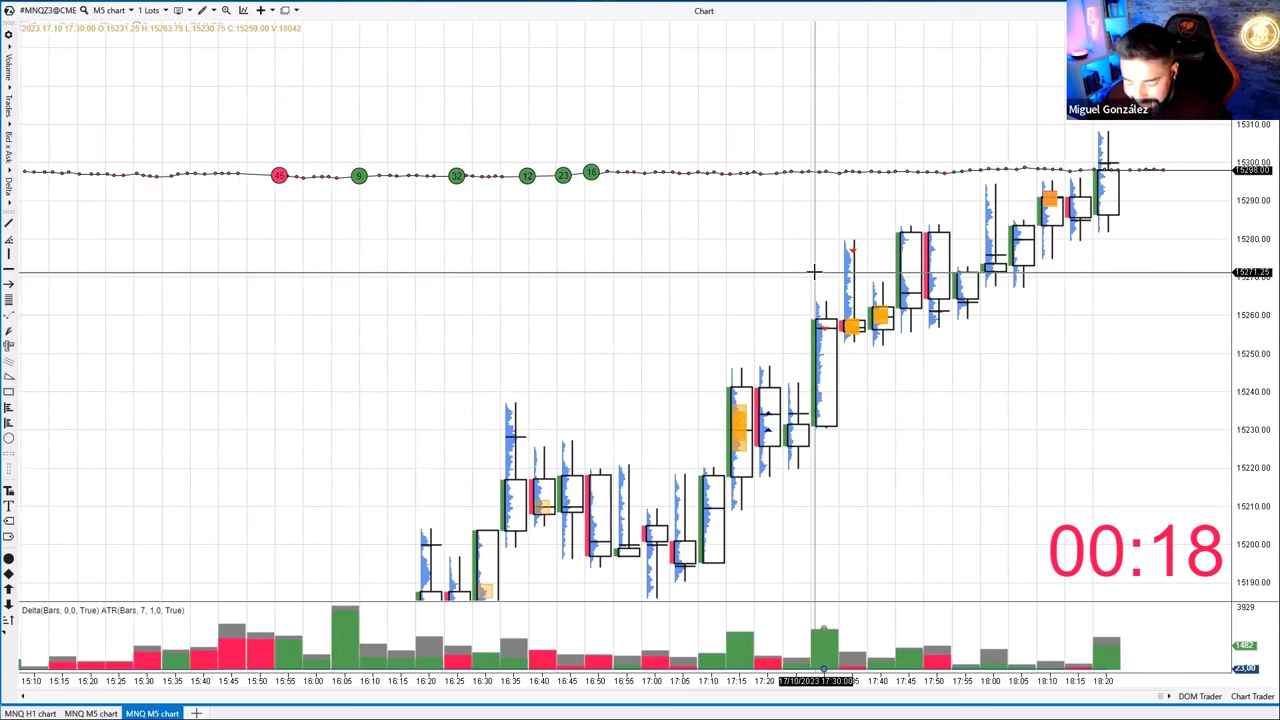 #MNQZ3@CME M5 chart 1 Lots
Chart
2023.17.10 17:30:00 O:15231.25 H:15263.75 L:15230.75 C:15259.00 V:18042
Miguel González
Volume
Trades
Bid x Ask
Delta
15310.00
15300.00
15298.00
15290.00
15280.00
15271.25
15260.00
15250.00
15240.00
15230.00
15220.00
15210.00
15200.00
15190.00
45 9 32 12 23 16
00:18
Delta(Bars, 0,0, True) ATR(Bars, 7, 1,0, True)
3929
1482
23,00
15:10 15:15 15:20 15:25 15:30 15:35 15:40 15:45 15:50 15:55 16:00 16:05 16:10 16:15 16:20 16:25 16:30 16:35 16:40 16:45 16:50 16:55 17:00 17:05 17:10 17:15 17:20 17/10/2023 17:30:00 17:40 17:45 17:50 17:55 18:00 18:05 18:10 18:15 18:20
DOM Trader Chart Trader
MNQ H1 chart MNQ M5 chart MNQ M5 chart